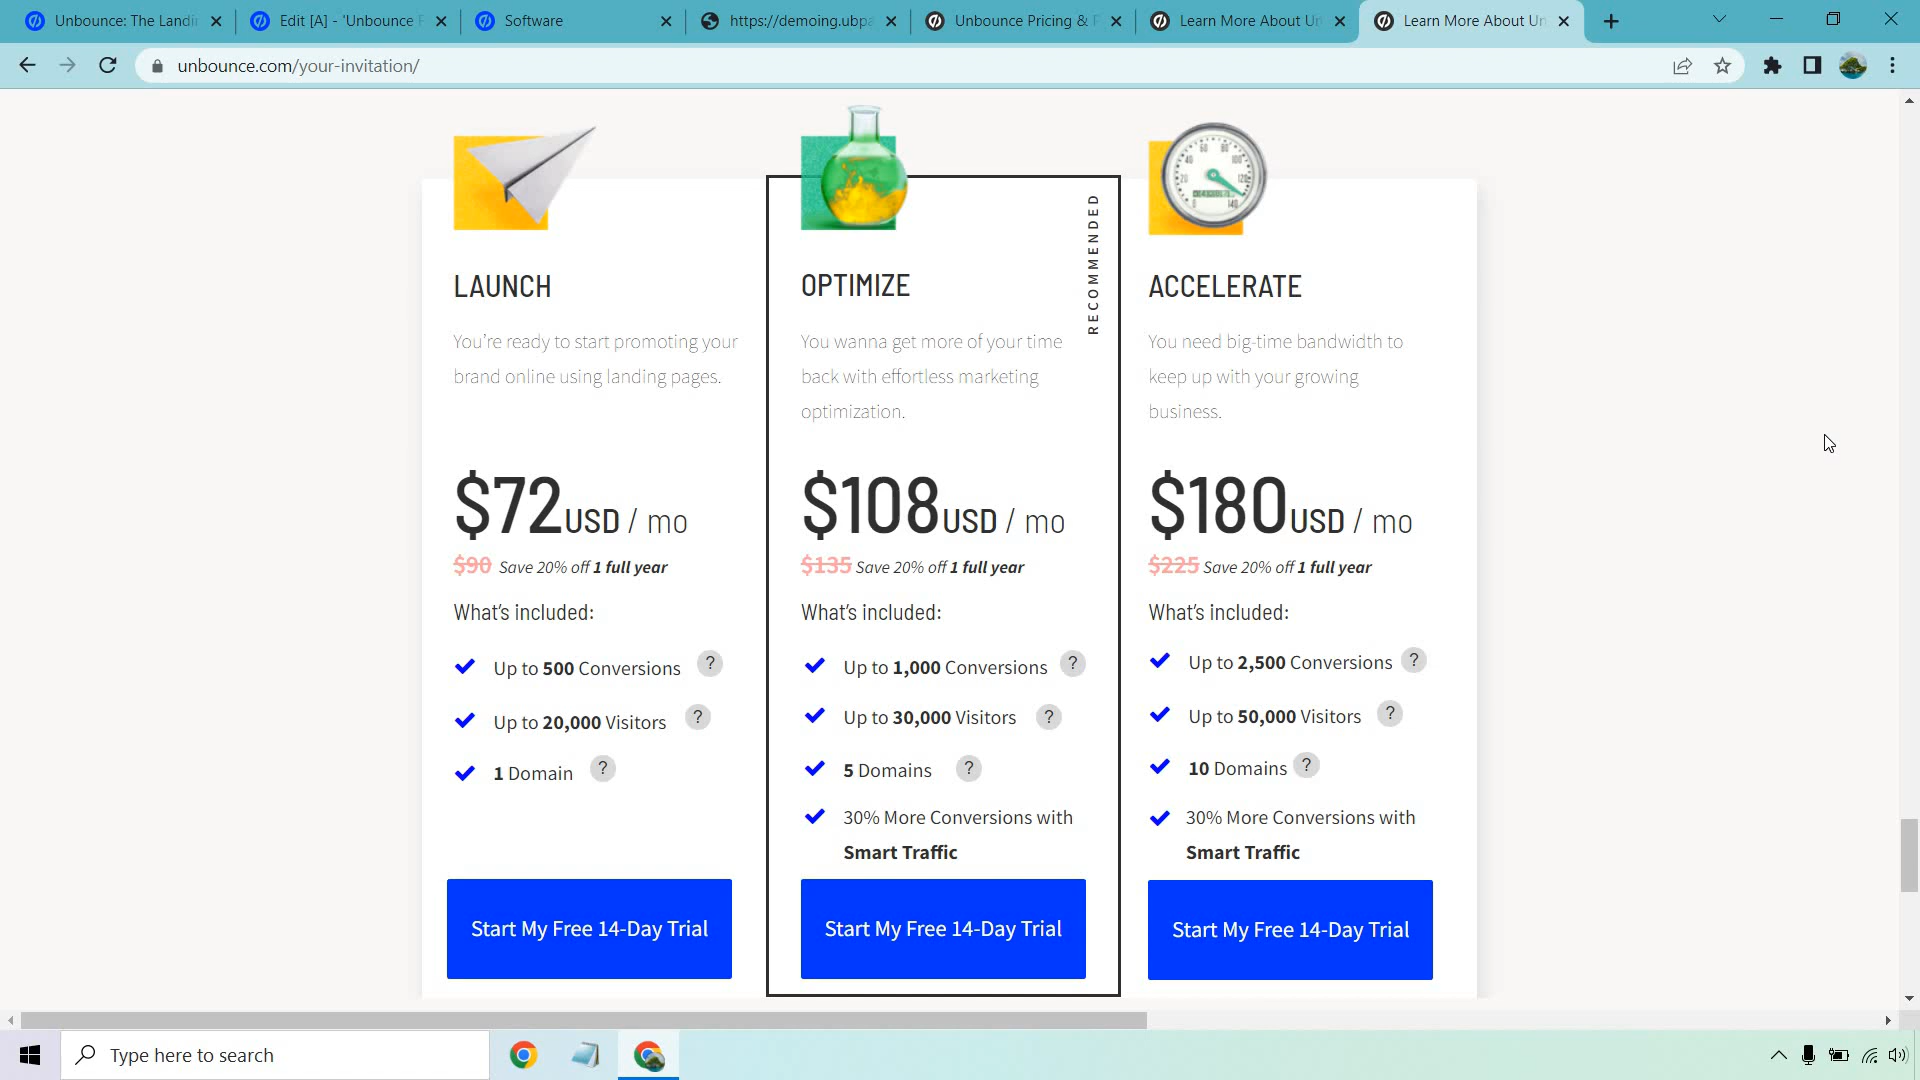 Unbounce: The Landi
Edit [A] - 'Unbounce
Software
https://demoing.ubpa
Unbounce Pricing &
Learn More About Un
Learn More About Un
unbounce.com/your-invitation/
RECOMMENDED
LAUNCH
You're ready to start promoting your
brand online using landing pages.
$72USD / mo
$90 Save 20% off 1 full year
What's included:
Up to 500 Conversions ?
Up to 20,000 Visitors ?
1 Domain ?
Start My Free 14-Day Trial
OPTIMIZE
You wanna get more of your time
back with effortless marketing
optimization.
$108USD / mo
$135 Save 20% off 1 full year
What's included:
Up to 1,000 Conversions ?
Up to 30,000 Visitors ?
5 Domains ?
30% More Conversions with
Smart Traffic
Start My Free 14-Day Trial
ACCELERATE
You need big-time bandwidth to
keep up with your growing
business.
$180USD / mo
$225 Save 20% off 1 full year
What's included:
Up to 2,500 Conversions ?
Up to 50,000 Visitors ?
10 Domains ?
30% More Conversions with
Smart Traffic
Start My Free 14-Day Trial
Type here to search